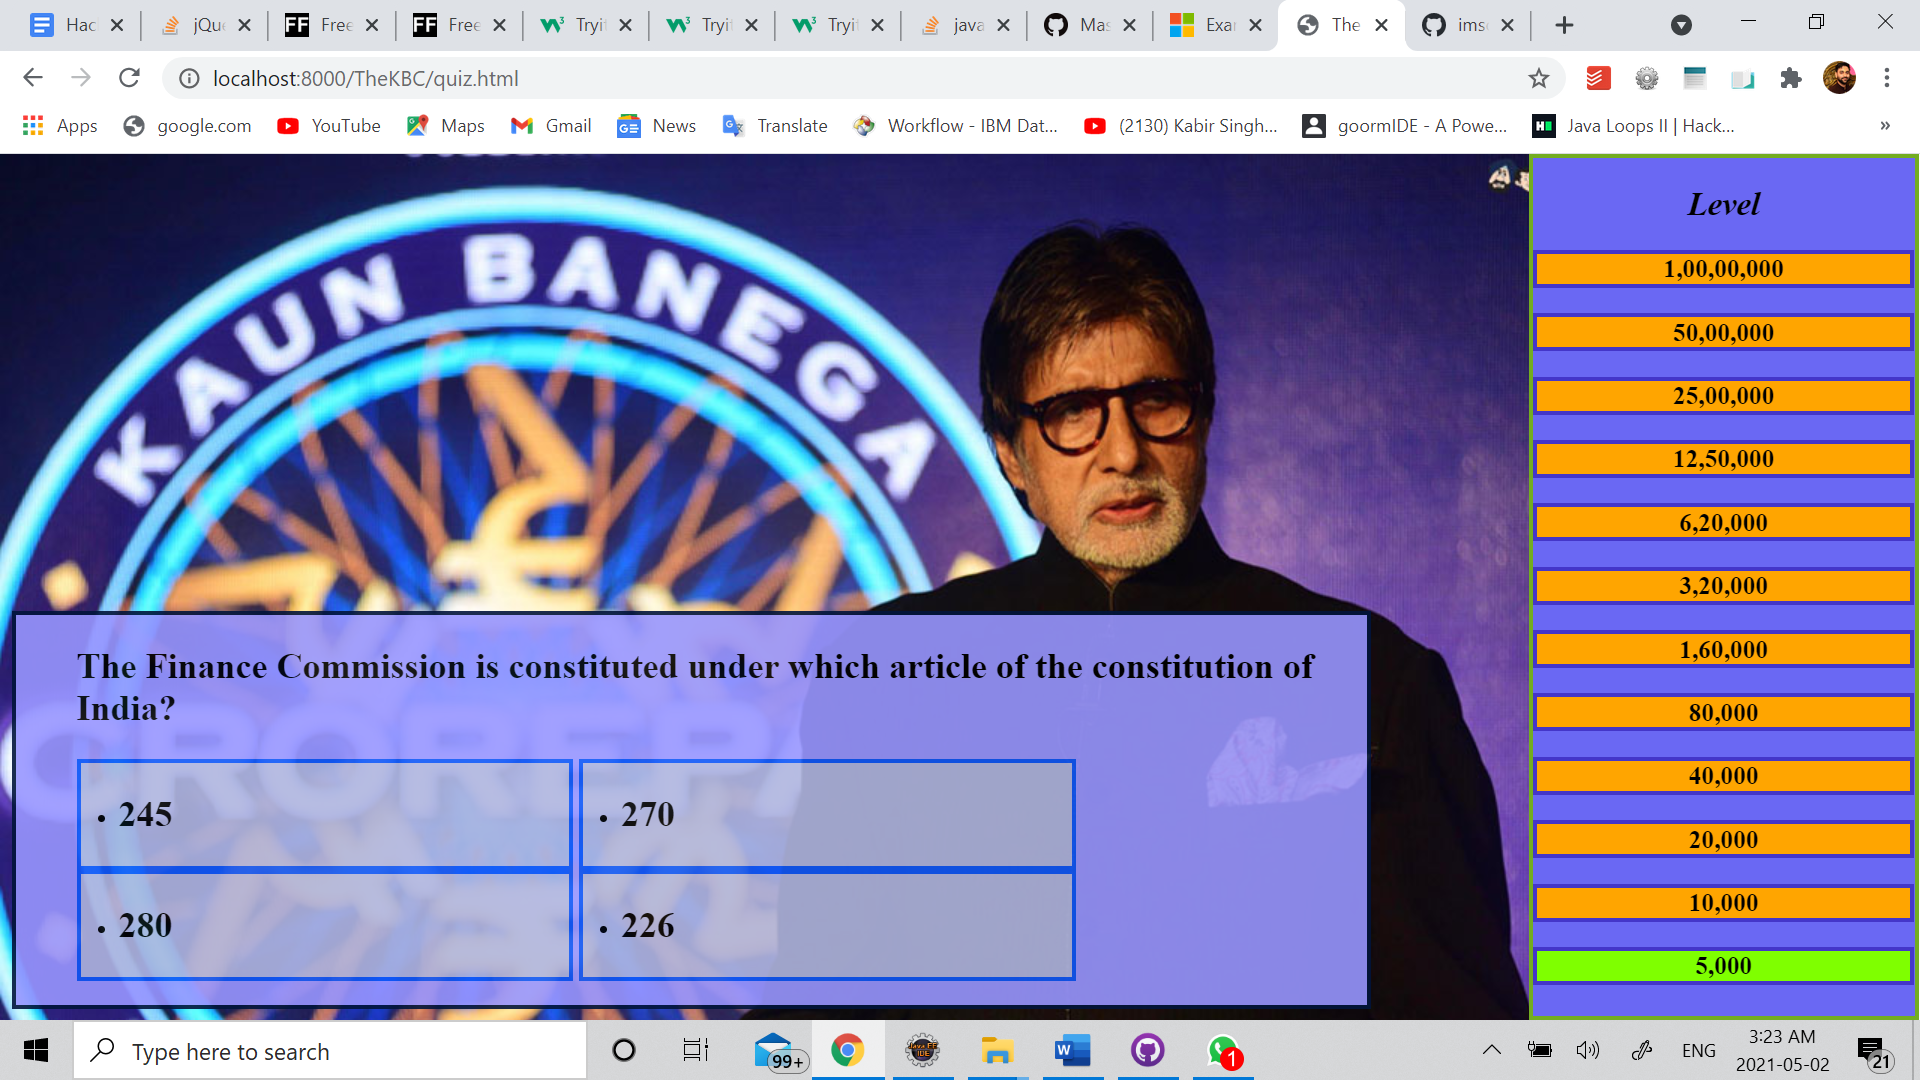 Hac
jQu
Free
Free
Tryi
Tryi
Tryi
java
Mas
Exa
The
ims
localhost:8000/TheKBC/quiz.html
Apps
google.com
YouTube
Maps
Gmail
News
Translate
Workflow - IBM Dat...
(2130) Kabir Singh...
goormIDE - A Powe...
Java Loops II | Hack...
KAUN BANEGA
CROREPA
The Finance Commission is constituted under which article of the constitution of
India?
245
270
280
226
Level
1,00,00,000
50,00,000
25,00,000
12,50,000
6,20,000
3,20,000
1,60,000
80,000
40,000
20,000
10,000
5,000
Type here to search
99+
1
ENG
3:23 AM
2021-05-02
21